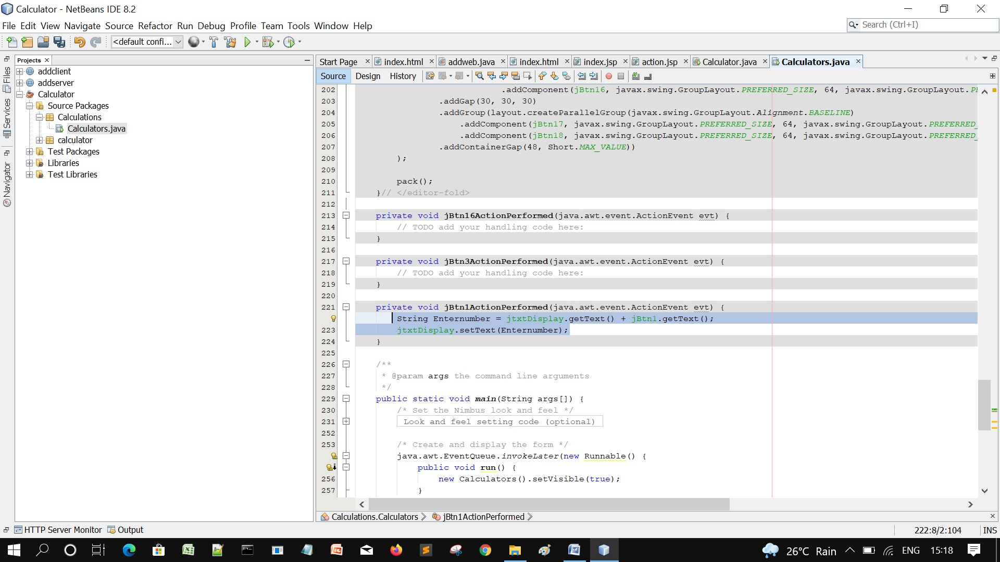 Calculator - NetBeans IDE 8.2
File Edit View Navigate Source Refactor Run Debug Profile Team Tools Window Help
Search (Ctrl+I)
<default confi...
Files
Services
Navigator
Projects
addclient
addserver
Calculator
Source Packages
Calculations
Calculators.java
calculator
Test Packages
Libraries
Test Libraries
Start Page index.html addweb.java index.html index.jsp action.jsp Calculator.java Calculators.java
Source Design History
202 .addComponent(jBtn16, javax.swing.GroupLayout.PREFERRED_SIZE, 64, javax.swing.GroupLayout.PR
203 .addGap(30, 30, 30)
204 .addGroup(layout.createParallelGroup(javax.swing.GroupLayout.Alignment.BASELINE)
205 .addComponent(jBtn17, javax.swing.GroupLayout.PREFERRED_SIZE, 64, javax.swing.GroupLayout.PREFERRED_
206 .addComponent(jBtn18, javax.swing.GroupLayout.PREFERRED_SIZE, 64, javax.swing.GroupLayout.PREFERRED_
207 .addContainerGap(48, Short.MAX_VALUE))
208 );
209
210 pack();
211 }// </editor-fold>
212
213 private void jBtn16ActionPerformed(java.awt.event.ActionEvent evt) {
214 // TODO add your handling code here:
215 }
216
217 private void jBtn3ActionPerformed(java.awt.event.ActionEvent evt) {
218 // TODO add your handling code here:
219 }
220
221 private void jBtn1ActionPerformed(java.awt.event.ActionEvent evt) {
String Enternumber = jtxtDisplay.getText() + jBtn1.getText();
223 jtxtDisplay.setText(Enternumber);
224 }
225
226 /**
227 * @param args the command line arguments
228 */
229 public static void main(String args[]) {
230 /* Set the Nimbus look and feel */
231 Look and feel setting code (optional)
252
253 /* Create and display the form */
java.awt.EventQueue.invokeLater(new Runnable() {
public void run() {
256 new Calculators().setVisible(true);
257 }
Calculations.Calculators jBtn1ActionPerformed
HTTP Server Monitor Output
222:8/2:104 INS
26°C Rain ENG 15:18